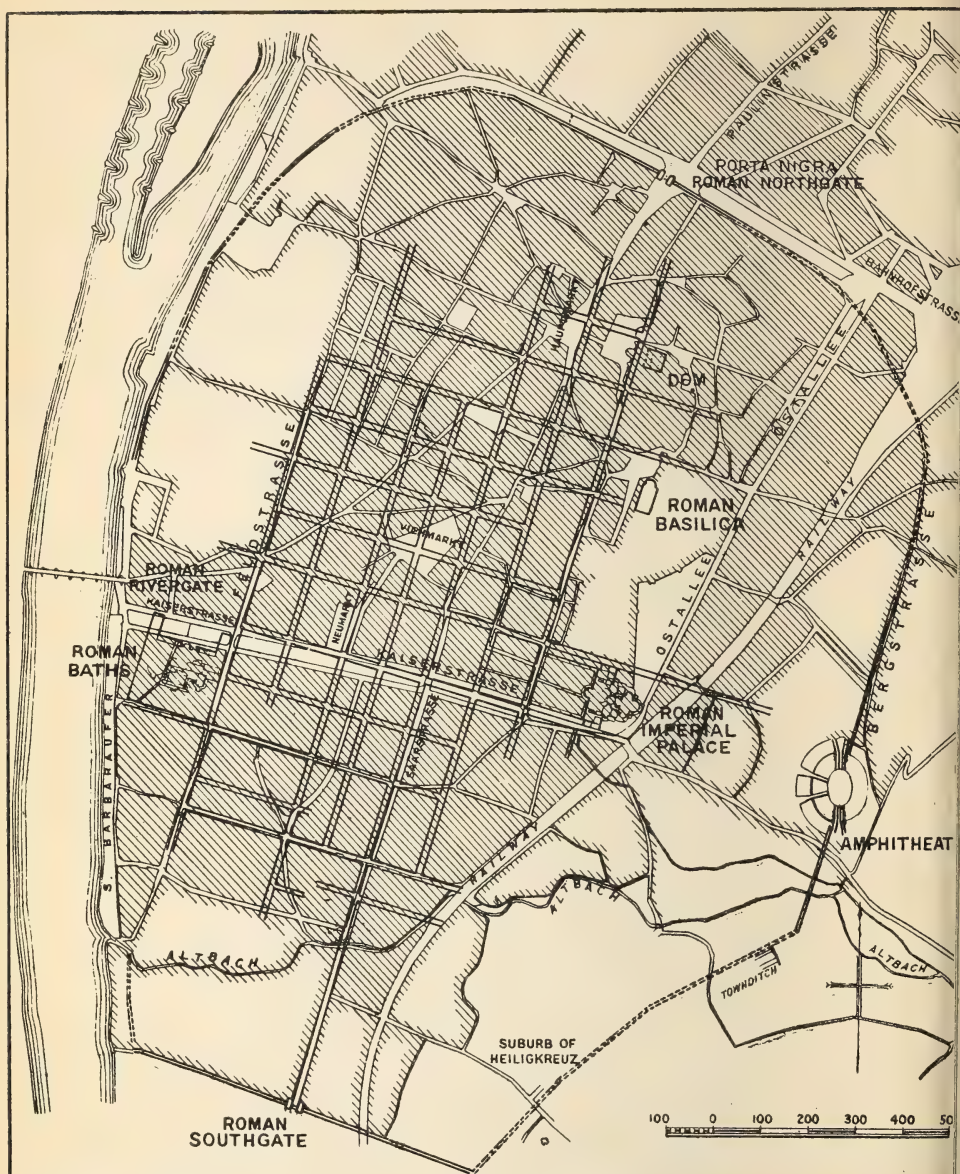 PAULINSTRASSE
PORTA NIGRA
ROMAN NORTHGATE
BAHNHOFSTRASS
HAUPTMARKT
DOM
OSTALLEE
ROMAN
BASILICA
RAILWAY
BERGSTRASSE
FELDSTRASSE
VIEHMARKT
ROMAN
RIVERGATE
KAISERSTRASSE
NEUMARKT
OSTALLEE
ROMAN
BATHS
KAISERSTRASSE
SAARSTRASSE
ROMAN
IMPERIAL
PALACE
S. BARBARAUFER
AMPHITHEAT
RAILWAY
ALTBACH
ALTBACH
ALTBACH
TOWNDITCH
SUBURB OF
HEILIGKREUZ
ROMAN
SOUTHGATE
100 0 100 200 300 400 50